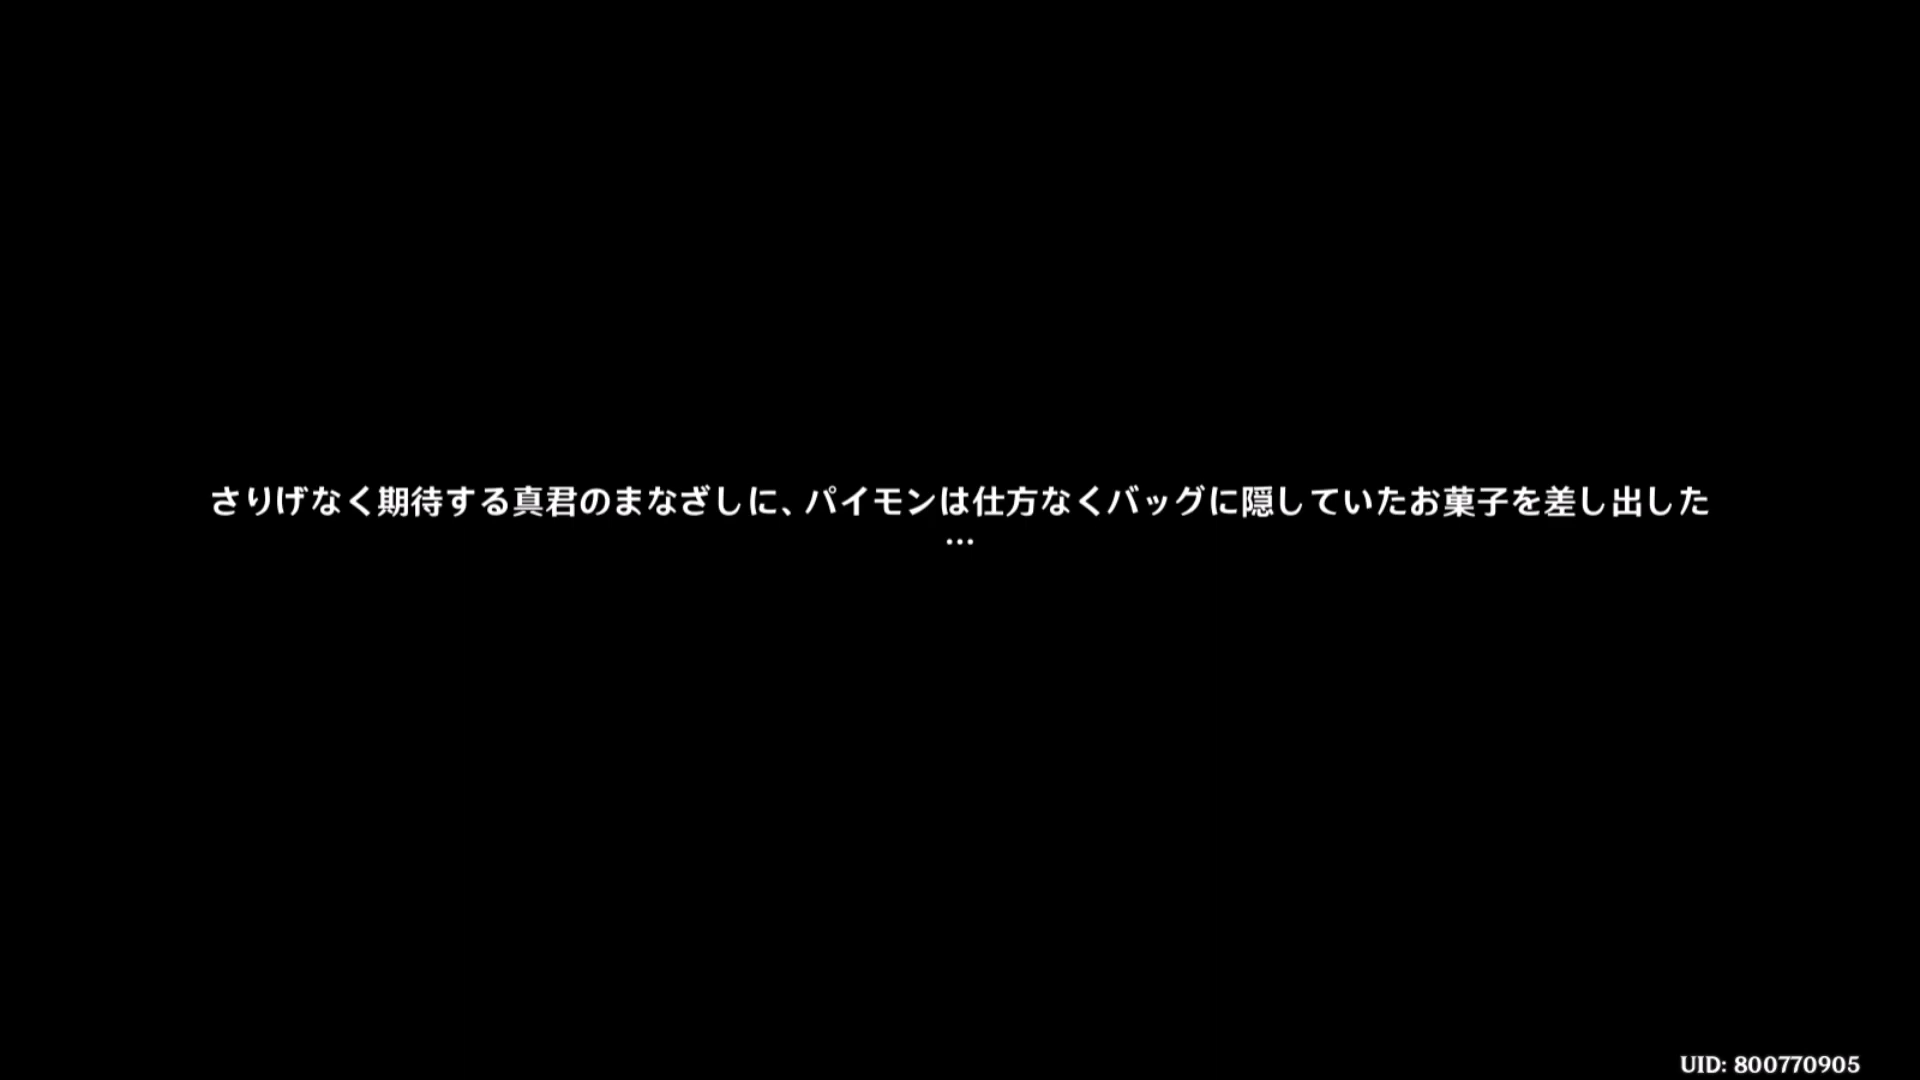 さりげなく期待する真君のまなざしに、パイモンは仕方なくバッグに隠していたお菓子を差し出した
…
UID: 800770905